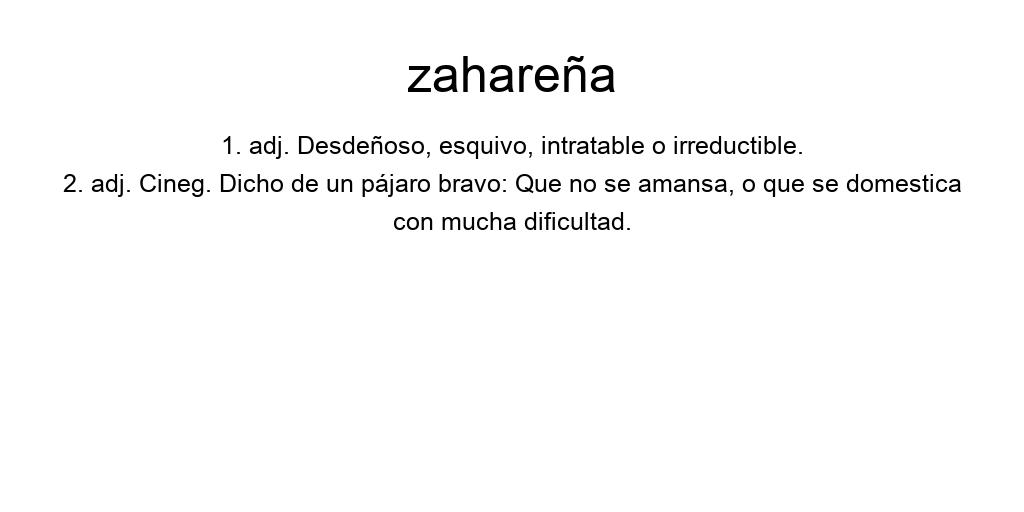 zahareña
1. adj. Desdeñoso, esquivo, intratable o irreductible.
2. adj. Cineg. Dicho de un pájaro bravo: Que no se amansa, o que se domestica
con mucha dificultad.